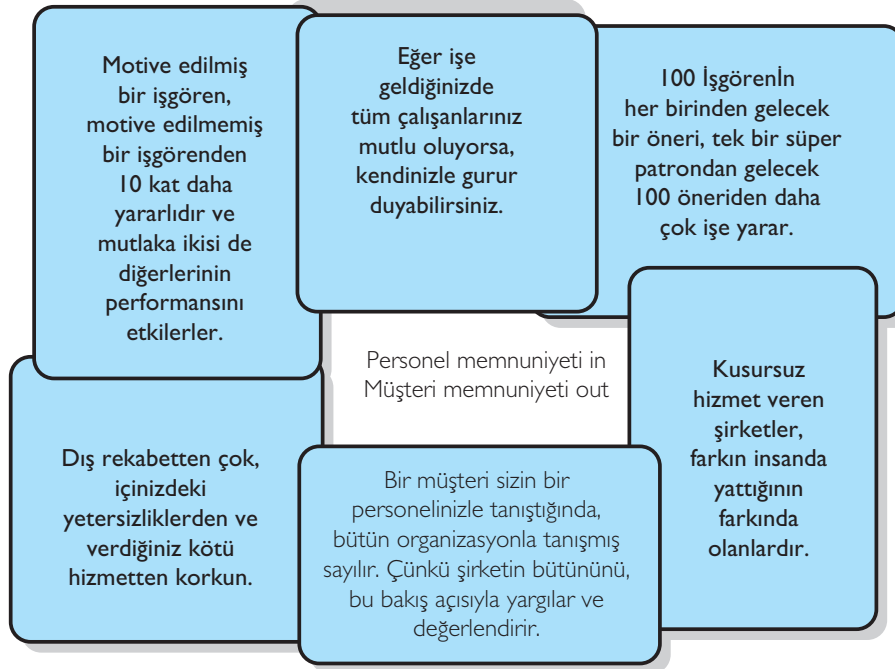 Motive edilmiş
bir işgören,
motive edilmemiş
bir işgörenden
10 kat daha
yararlıdır ve
mutlaka ikisi de
diğerlerinin
performansını
etkilerler.
Eğer işe
geldiğinizde
tüm çalışanlarınız
mutlu oluyorsa,
kendinizle gurur
duyabilirsiniz.
100 İşgörenİn
her birinden gelecek
bir öneri, tek bir süper
patrondan gelecek
100 öneriden daha
çok işe yarar.
Personel memnuniyeti in
Müşteri memnuniyeti out
Dış rekabetten çok,
içinizdeki
yetersizliklerden ve
verdiğiniz kötü
hizmetten korkun.
Bir müşteri sizin bir
personelinizle tanıştığında,
bütün organizasyonla tanışmış
sayılır. Çünkü şirketin bütününü,
bu bakış açısıyla yargılar ve
değerlendirir.
Kusursuz
hizmet veren
şirketler,
farkın insanda
yattığının
farkında
olanlardır.